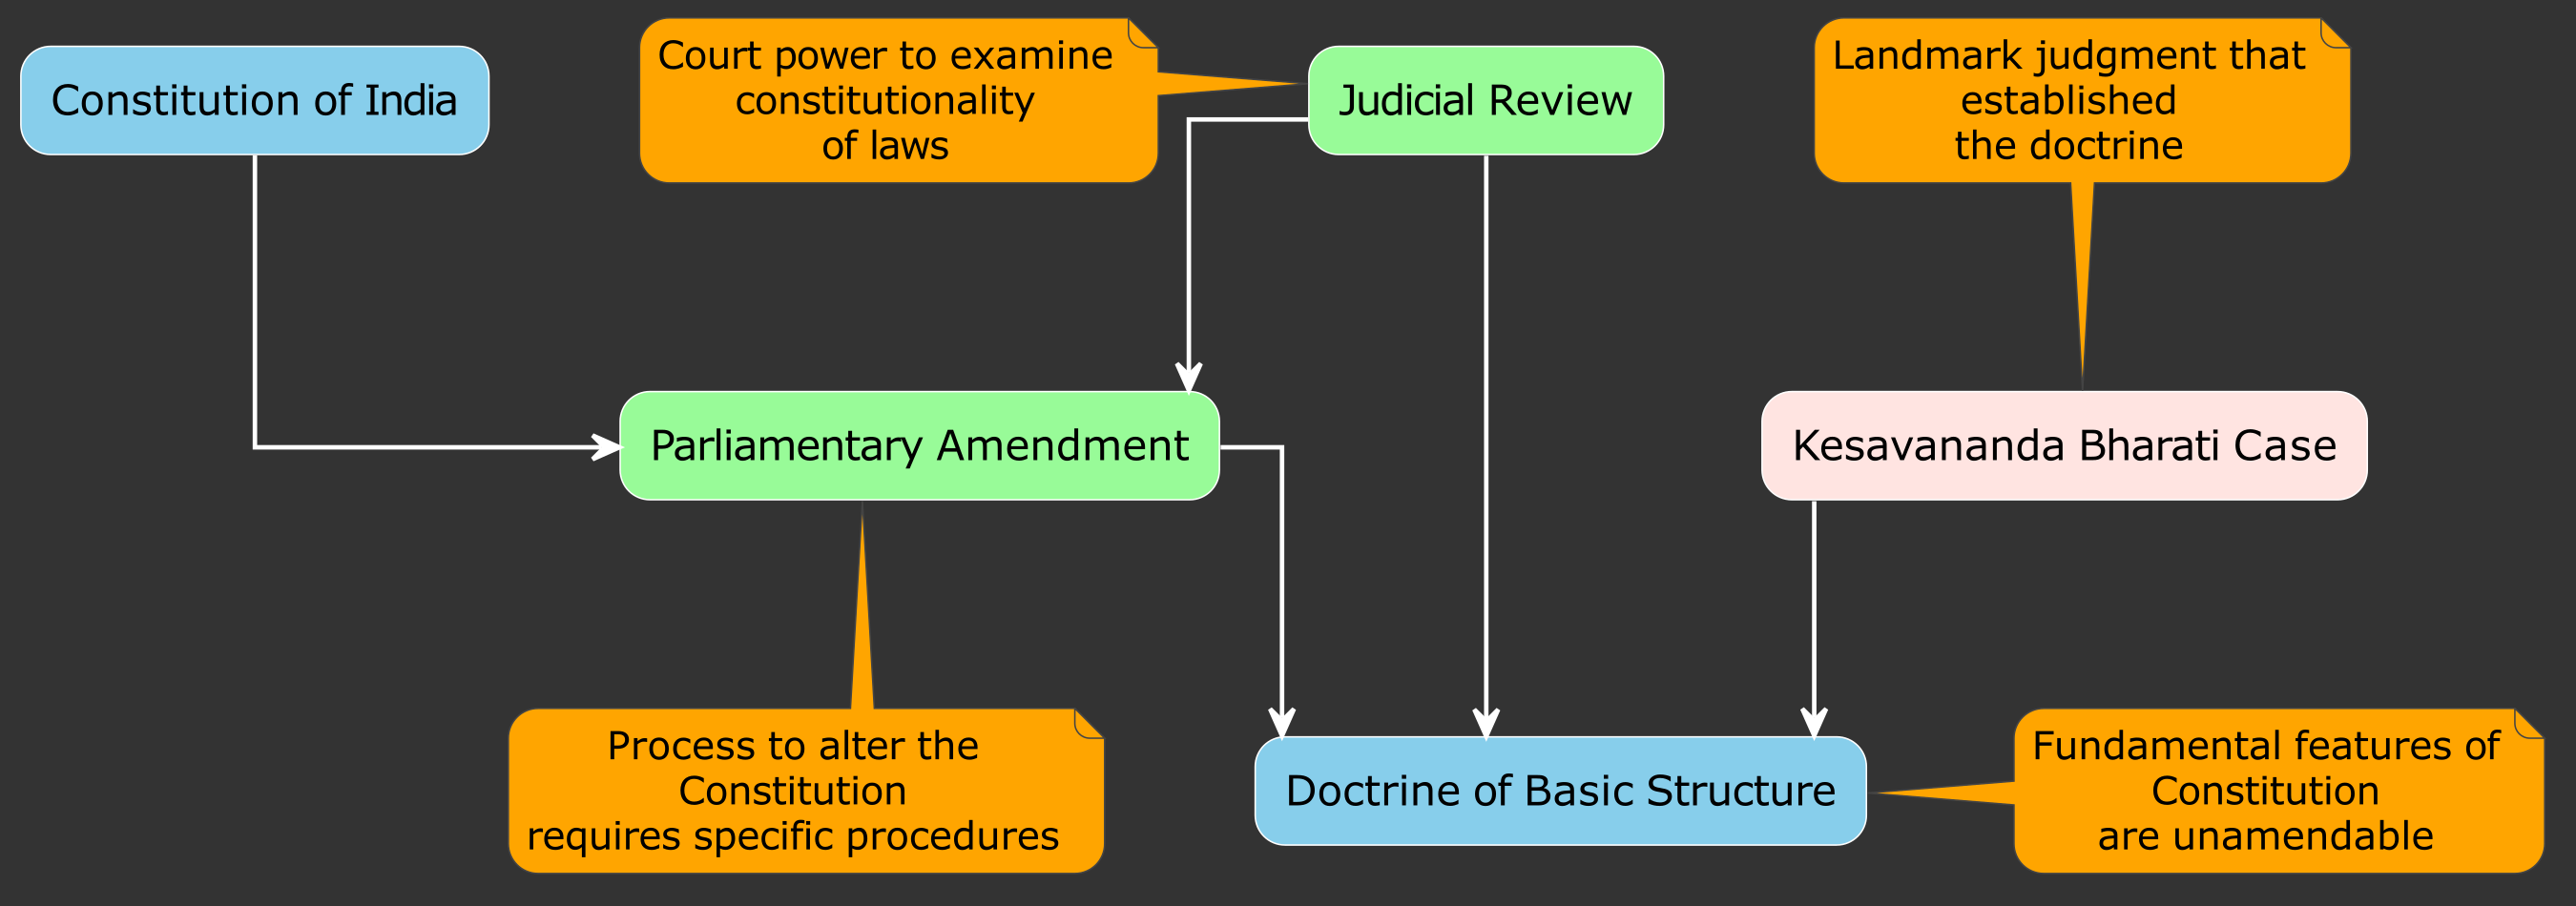 Constitution of India
Court power to examine
constitutionality
of laws
Judicial Review
Landmark judgment that
established
the doctrine
Parliamentary Amendment
Kesavananda Bharati Case
Process to alter the
Constitution
requires specific procedures
Doctrine of Basic Structure
Fundamental features of
Constitution
are unamendable